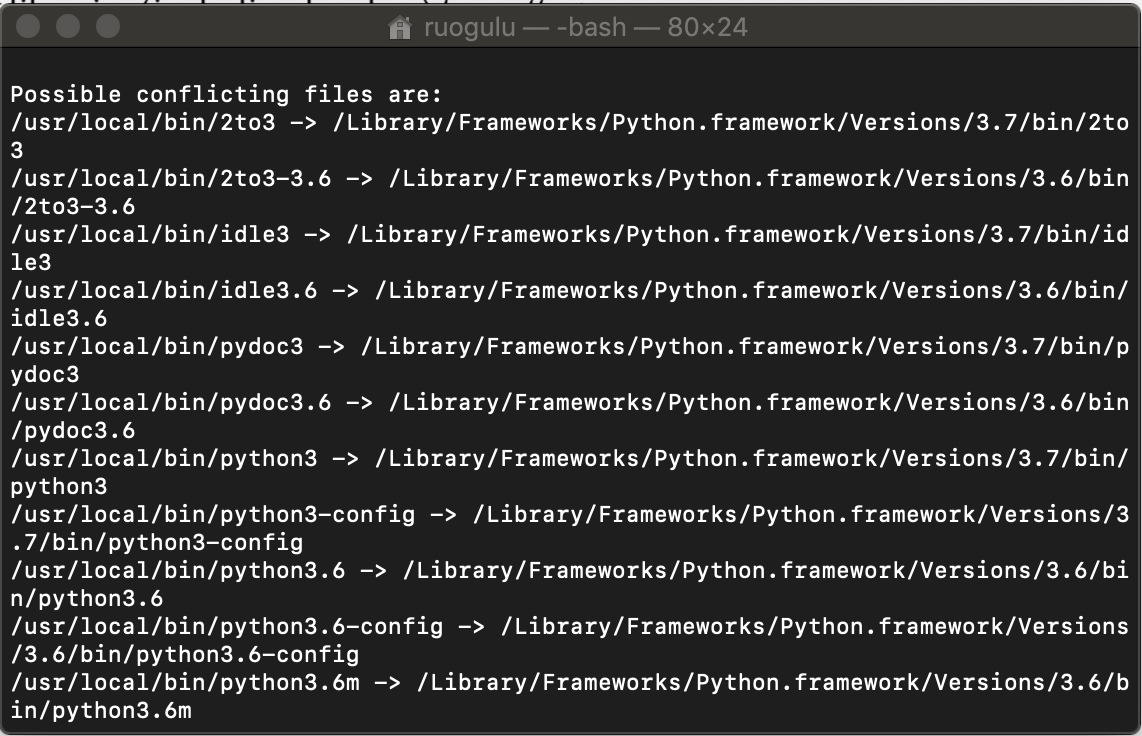 ruogulu — -bash — 80×24
Possible conflicting files are:
/usr/local/bin/2to3 -> /Library/Frameworks/Python.framework/Versions/3.7/bin/2to
3
/usr/local/bin/2to3-3.6 -> /Library/Frameworks/Python.framework/Versions/3.6/bin
/2to3-3.6
/usr/local/bin/idle3 -> /Library/Frameworks/Python.framework/Versions/3.7/bin/id
le3
/usr/local/bin/idle3.6 -> /Library/Frameworks/Python.framework/Versions/3.6/bin/
idle3.6
/usr/local/bin/pydoc3 -> /Library/Frameworks/Python.framework/Versions/3.7/bin/p
ydoc3
/usr/local/bin/pydoc3.6 -> /Library/Frameworks/Python.framework/Versions/3.6/bin
/pydoc3.6
/usr/local/bin/python3 -> /Library/Frameworks/Python.framework/Versions/3.7/bin/
python3
/usr/local/bin/python3-config -> /Library/Frameworks/Python.framework/Versions/3
.7/bin/python3-config
/usr/local/bin/python3.6 -> /Library/Frameworks/Python.framework/Versions/3.6/bi
n/python3.6
/usr/local/bin/python3.6-config -> /Library/Frameworks/Python.framework/Versions
/3.6/bin/python3.6-config
/usr/local/bin/python3.6m -> /Library/Frameworks/Python.framework/Versions/3.6/b
in/python3.6m